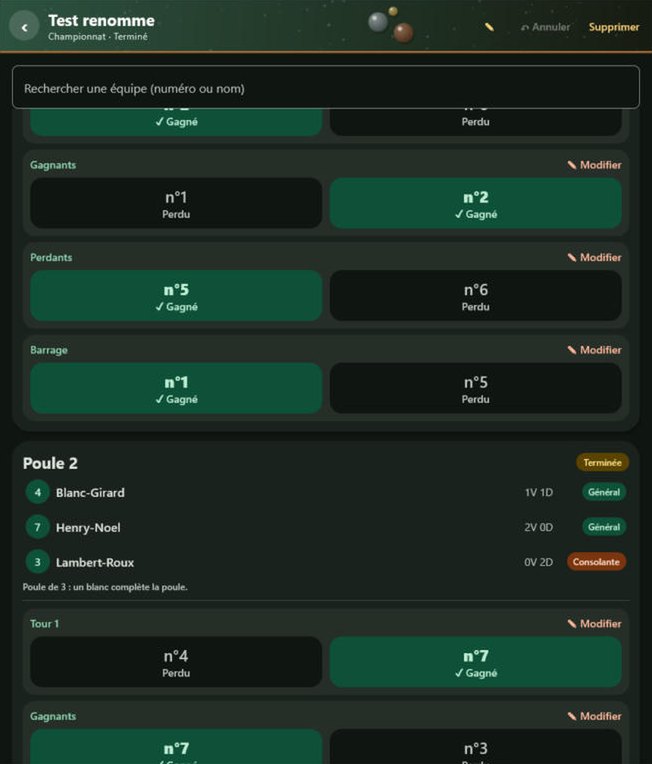 Test renomme
Championnat · Terminé
Annuler
Supprimer
Rechercher une équipe (numéro ou nom)
✓ Gagné
Perdu
Gagnants
Modifier
n°1
Perdu
n°2
✓ Gagné
Perdants
Modifier
n°5
✓ Gagné
n°6
Perdu
Barrage
Modifier
n°1
✓ Gagné
n°5
Perdu
Poule 2
Terminée
4 Blanc-Girard 1V 1D Général
7 Henry-Noel 2V 0D Général
3 Lambert-Roux 0V 2D Consolante
Poule de 3 : un blanc complète la poule.
Tour 1
Modifier
n°4
Perdu
n°7
✓ Gagné
Gagnants
Modifier
n°7
n°3